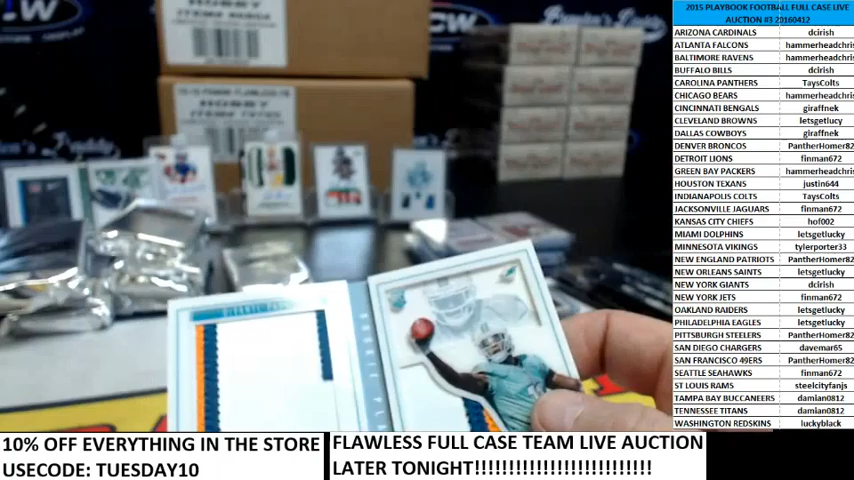 2015 PLAYBOOK FOOTBALL FULL CASE LIVE
AUCTION #3 20160412
ARIZONA CARDINALS dcirish
ATLANTA FALCONS hammerheadchris
BALTIMORE RAVENS hammerheadchris
BUFFALO BILLS dcirish
CAROLINA PANTHERS TaysColts
CHICAGO BEARS hammerheadchris
CINCINNATI BENGALS giraffnek
CLEVELAND BROWNS letsgetlucy
DALLAS COWBOYS giraffnek
DENVER BRONCOS PantherHomer82
DETROIT LIONS finman672
GREEN BAY PACKERS hammerheadchris
HOUSTON TEXANS justin644
INDIANAPOLIS COLTS TaysColts
JACKSONVILLE JAGUARS finman672
KANSAS CITY CHIEFS hof002
MIAMI DOLPHINS letsgetlucky
MINNESOTA VIKINGS tylerporter33
NEW ENGLAND PATRIOTS PantherHomer82
NEW ORLEANS SAINTS letsgetlucky
NEW YORK GIANTS dcirish
NEW YORK JETS finman672
OAKLAND RAIDERS letsgetlucky
PHILADELPHIA EAGLES letsgetlucky
PITTSBURGH STEELERS PantherHomer82
SAN DIEGO CHARGERS davemar65
SAN FRANCISCO 49ERS PantherHomer82
SEATTLE SEAHAWKS finman672
ST LOUIS RAMS steelcityfanjs
TAMPA BAY BUCCANEERS damian0812
TENNESSEE TITANS damian0812
WASHINGTON REDSKINS luckyblack
HOBBY
HOBBY
10% OFF EVERYTHING IN THE STORE
USECODE: TUESDAY10
FLAWLESS FULL CASE TEAM LIVE AUCTION
LATER TONIGHT!!!!!!!!!!!!!!!!!!!!!!!!!!!